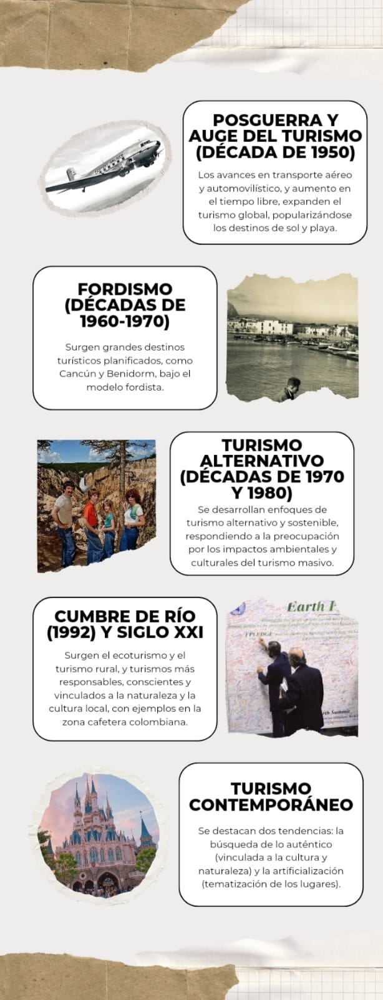 POSGUERRA Y
AUGE DEL TURISMO
(DÉCADA DE 1950)
Los avances en transporte aéreo
y automovilístico, y aumento en
el tiempo libre, expanden el
turismo global, popularizándose
los destinos de sol y playa.
FORDISMO
(DÉCADAS DE
1960-1970)
Surgen grandes destinos
turísticos planificados, como
Cancún y Benidorm, bajo el
modelo fordista.
TURISMO
ALTERNATIVO
(DÉCADAS DE 1970
Y 1980)
Se desarrollan enfoques de
turismo alternativo y sostenible,
respondiendo a la preocupación
por los impactos ambientales y
culturales del turismo masivo.
CUMBRE DE RÍO
(1992) Y SIGLO XXI
Surgen el ecoturismo y el
turismo rural, y turismos más
responsables, conscientes y
vinculados a la naturaleza y la
cultura local, con ejemplos en la
zona cafetera colombiana.
Earth
I PLEDGE
Summit
TURISMO
CONTEMPORÁNEO
Se destacan dos tendencias: la
búsqueda de lo auténtico
(vinculada a la cultura y
naturaleza) y la artificialización
(tematización de los lugares).